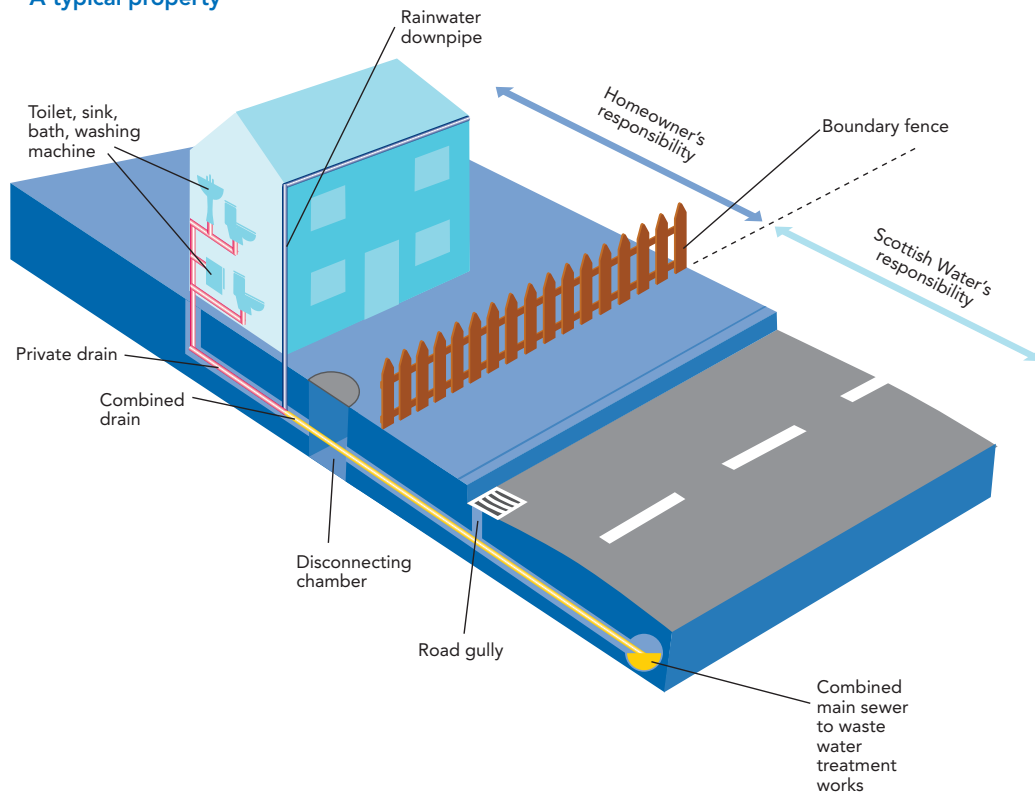 A typical property
Rainwater
downpipe
Toilet, sink,
bath, washing
machine
Homeowner's
responsibility
Boundary fence
Scottish Water's
responsibility
Private drain
Combined
drain
Disconnecting
chamber
Road gully
Combined
main sewer
to waste
water
treatment
works